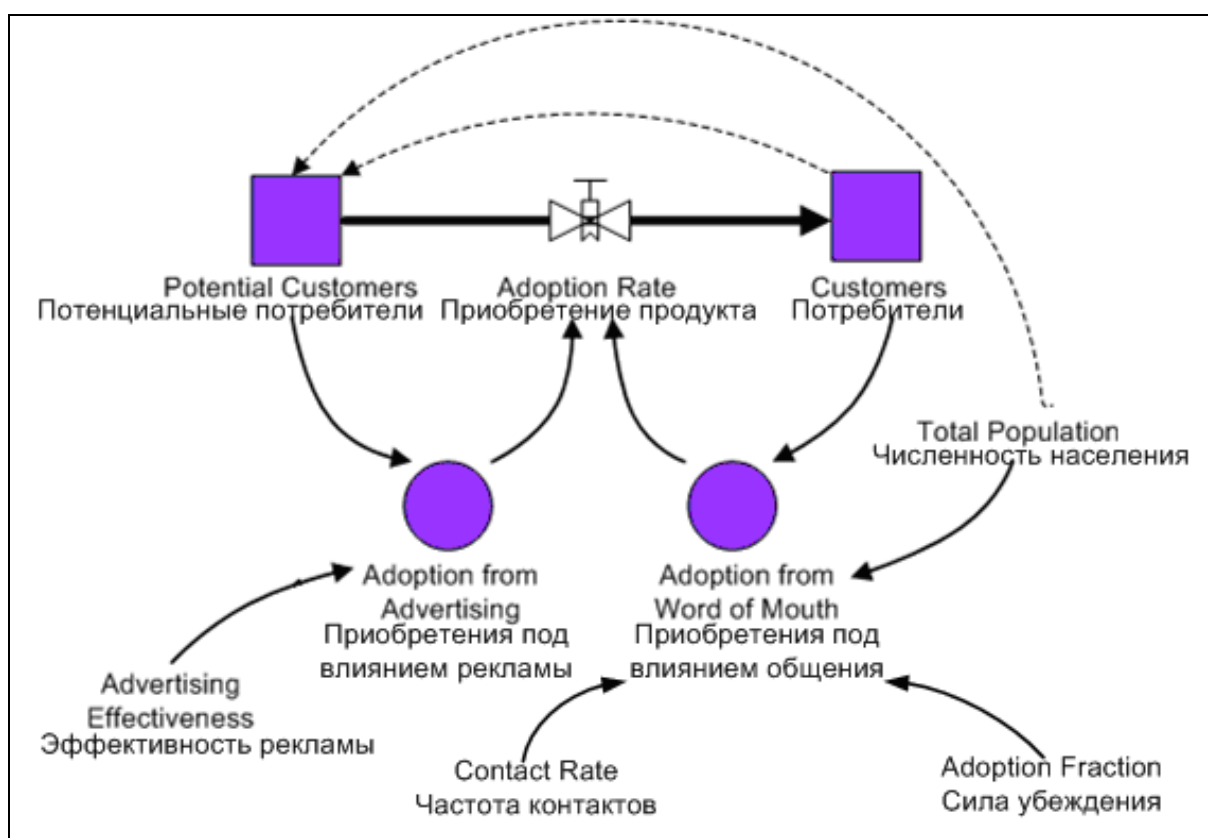 Potential Customers
Потенциальные потребители
Adoption Rate
Приобретение продукта
Customers
Потребители
Total Population
Численность населения
Adoption from
Advertising
Приобретения под
влиянием рекламы
Adoption from
Word of Mouth
Приобретения под
влиянием общения
Advertising
Effectiveness
Эффективность рекламы
Contact Rate
Частота контактов
Adoption Fraction
Сила убеждения